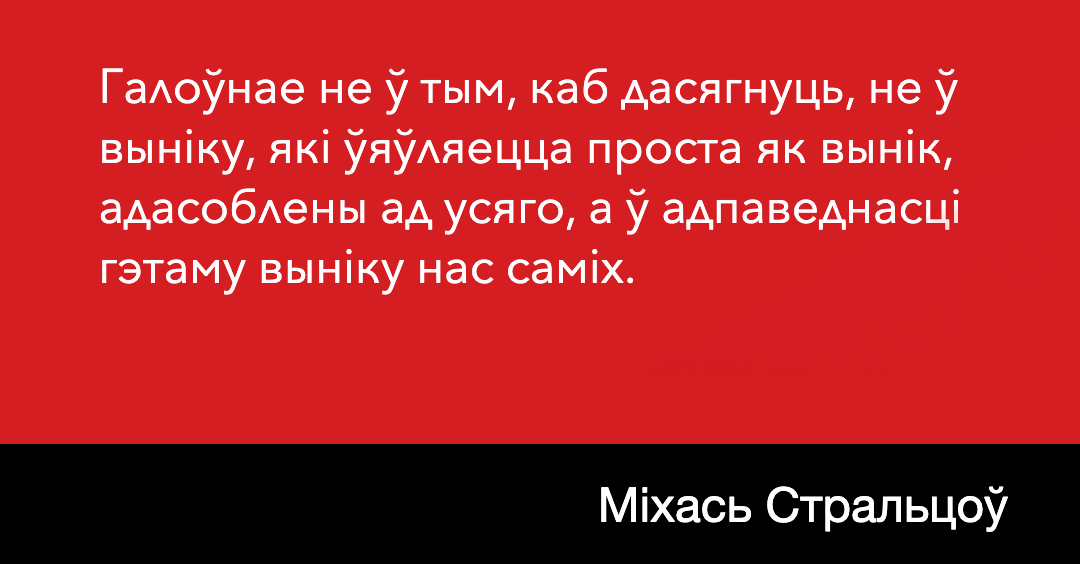 Галоўнае не ў тым, каб дасягнуць, не ў
выніку, які ўяўляецца проста як вынік,
адасоблены ад усяго, а ў адпаведнасці
гэтаму выніку нас саміх.
Міхась Стральцоў